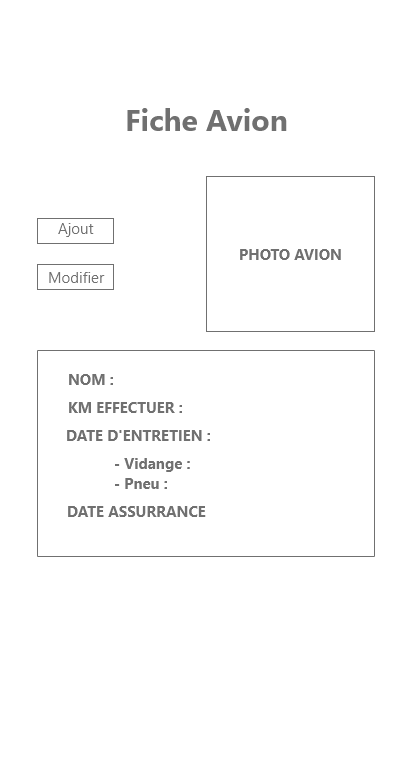 Fiche Avion
Ajout
PHOTO AVION
Modifier
NOM :
KM EFFECTUER :
DATE D'ENTRETIEN :
- Vidange :
- Pneu :
DATE ASSURRANCE